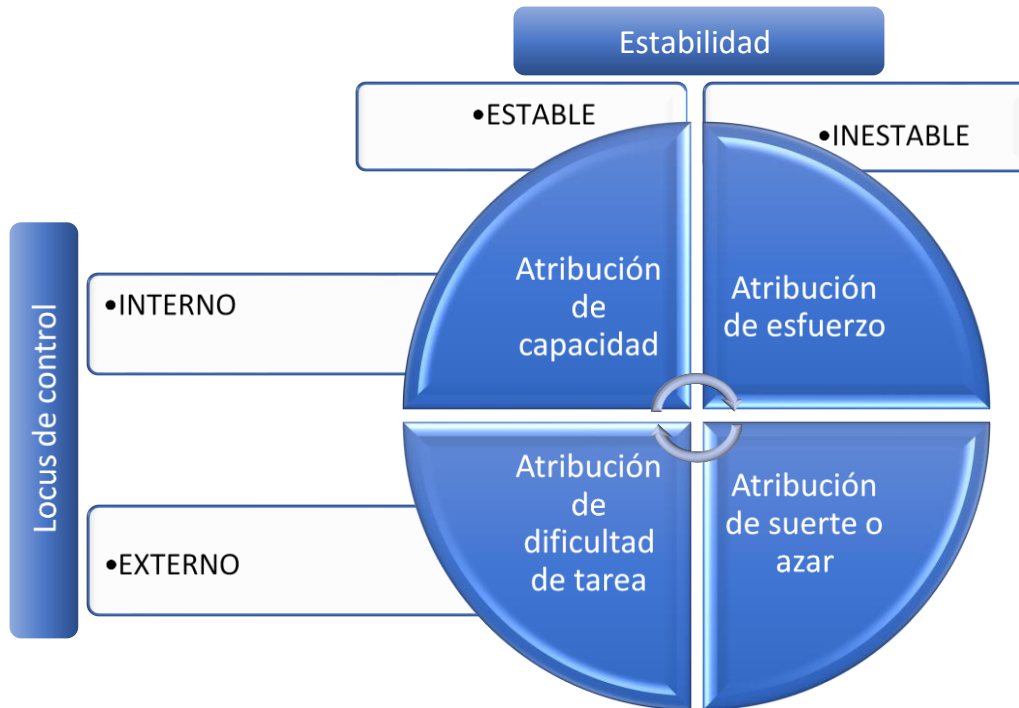 Estabilidad
•ESTABLE
•INESTABLE
Locus de control
•INTERNO
•EXTERNO
Atribución
de
capacidad
Atribución
de esfuerzo
Atribución
de
dificultad
de tarea
Atribución
de suerte o
azar